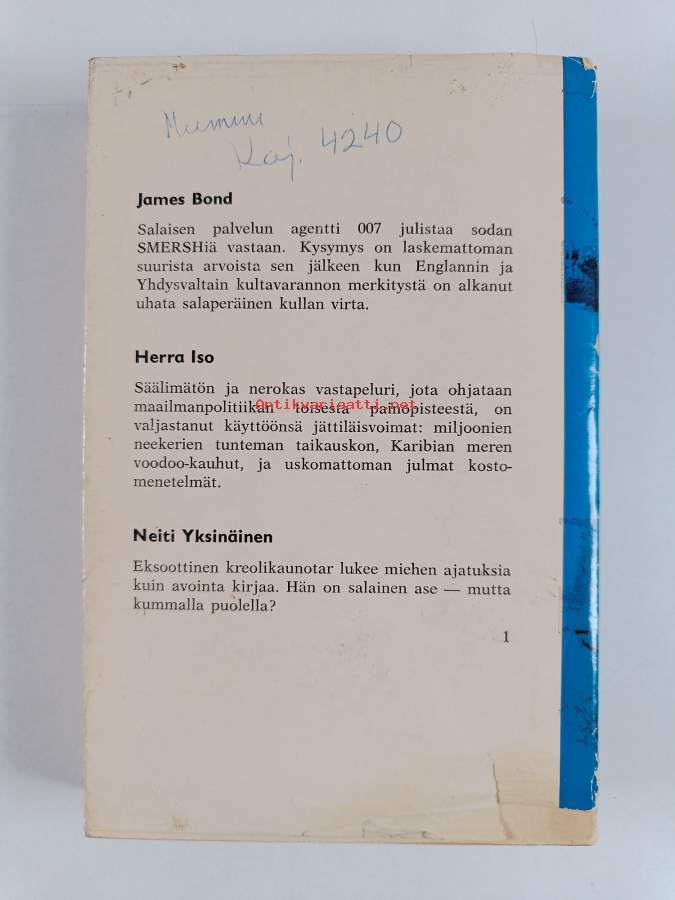 Mummu
Kaj. 4240
James Bond
Salaisen palvelun agentti 007 julistaa sodan
SMERSHiä vastaan. Kysymys on laskemattoman
suurista arvoista sen jälkeen kun Englannin ja
Yhdysvaltain kultavarannon merkitystä on alkanut
uhata salaperäinen kullan virta.
Herra Iso
Säälimätön ja nerokas vastapeluri, jota ohjataan
maailmanpolitiikan toisesta painopisteestä, on
Antikvariaatti.net
valjastanut käyttöönsä jättiläisvoimat: miljoonien
neekerien tunteman taikauskon, Karibian meren
voodoo-kauhut, ja uskomattoman julmat kosto-
menetelmät.
Neiti Yksinäinen
Eksoottinen kreolikaunotar lukee miehen ajatuksia
kuin avointa kirjaa. Hän on salainen ase — mutta
kummalla puolella?
1